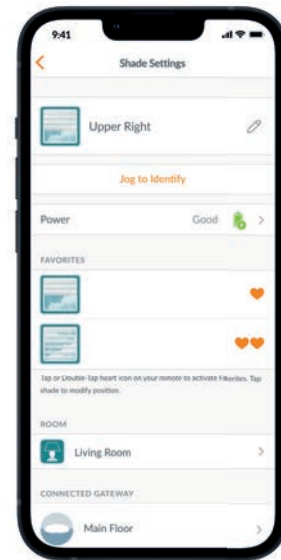 9:41
Shade Settings
Upper Right
Jog to Identify
Power Good
FAVORITES
Tap or Double-Tap heart icon on your remote to activate Favorites. Tap
shade to modify position.
ROOM
Living Room
CONNECTED GATEWAY
Main Floor